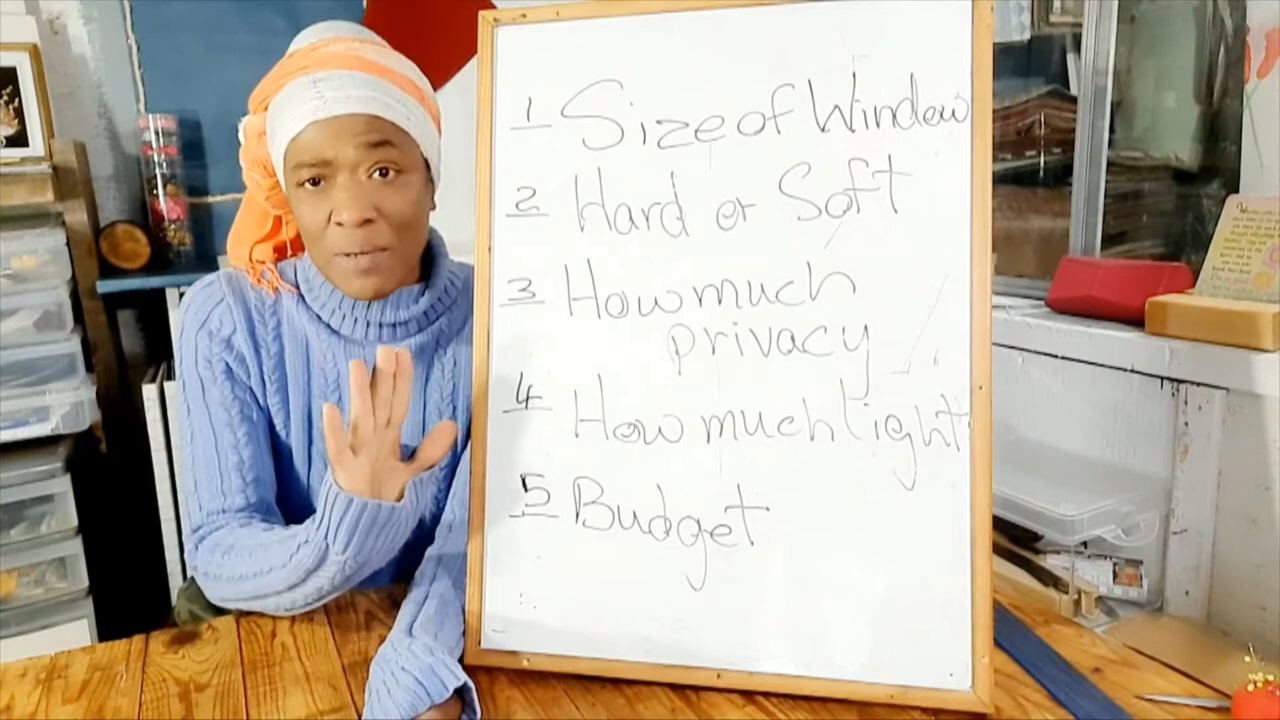 1 Size of Window
2 Hard or Soft
3 How much
privacy
4 How much light
5 Budget